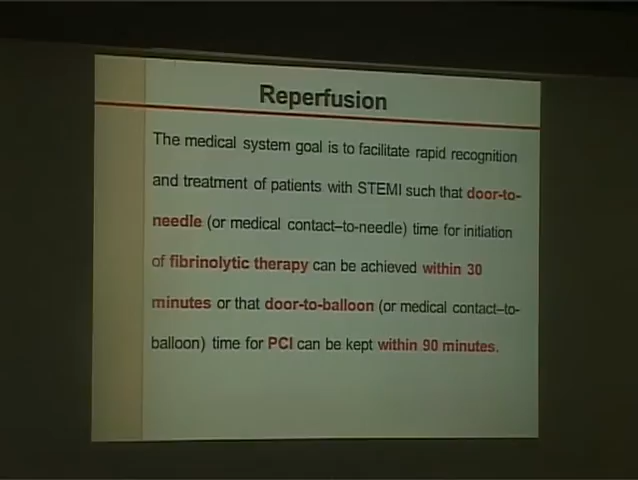 Reperfusion
The medical system goal is to facilitate rapid recognition
and treatment of patients with STEMI such that door-to-
needle (or medical contact–to-needle) time for initiation
of fibrinolytic therapy can be achieved within 30
minutes or that door-to-balloon (or medical contact–to-
balloon) time for PCI can be kept within 90 minutes.